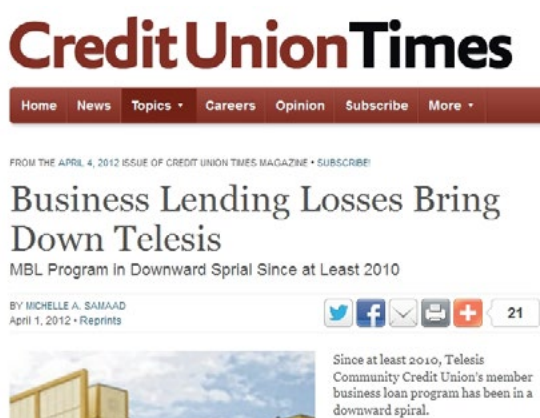 Credit Union Times
Home News Topics Careers Opinion Subscribe More
FROM THE APRIL 4, 2012 ISSUE OF CREDIT UNION TIMES MAGAZINE • SUBSCRIBE!
Business Lending Losses Bring
Down Telesis
MBL Program in Downward Sprial Since at Least 2010
BY MICHELLE A. SAMAAD
April 1, 2012 • Reprints
21
Since at least 2010, Telesis
Community Credit Union's member
business loan program has been in a
downward spiral.